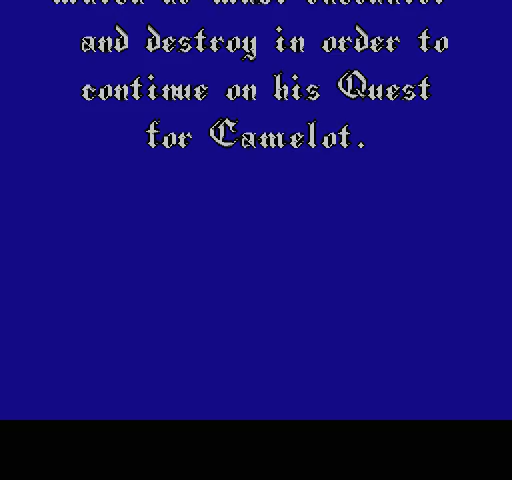 and destroy in order to
continue on his Quest
for Camelot.